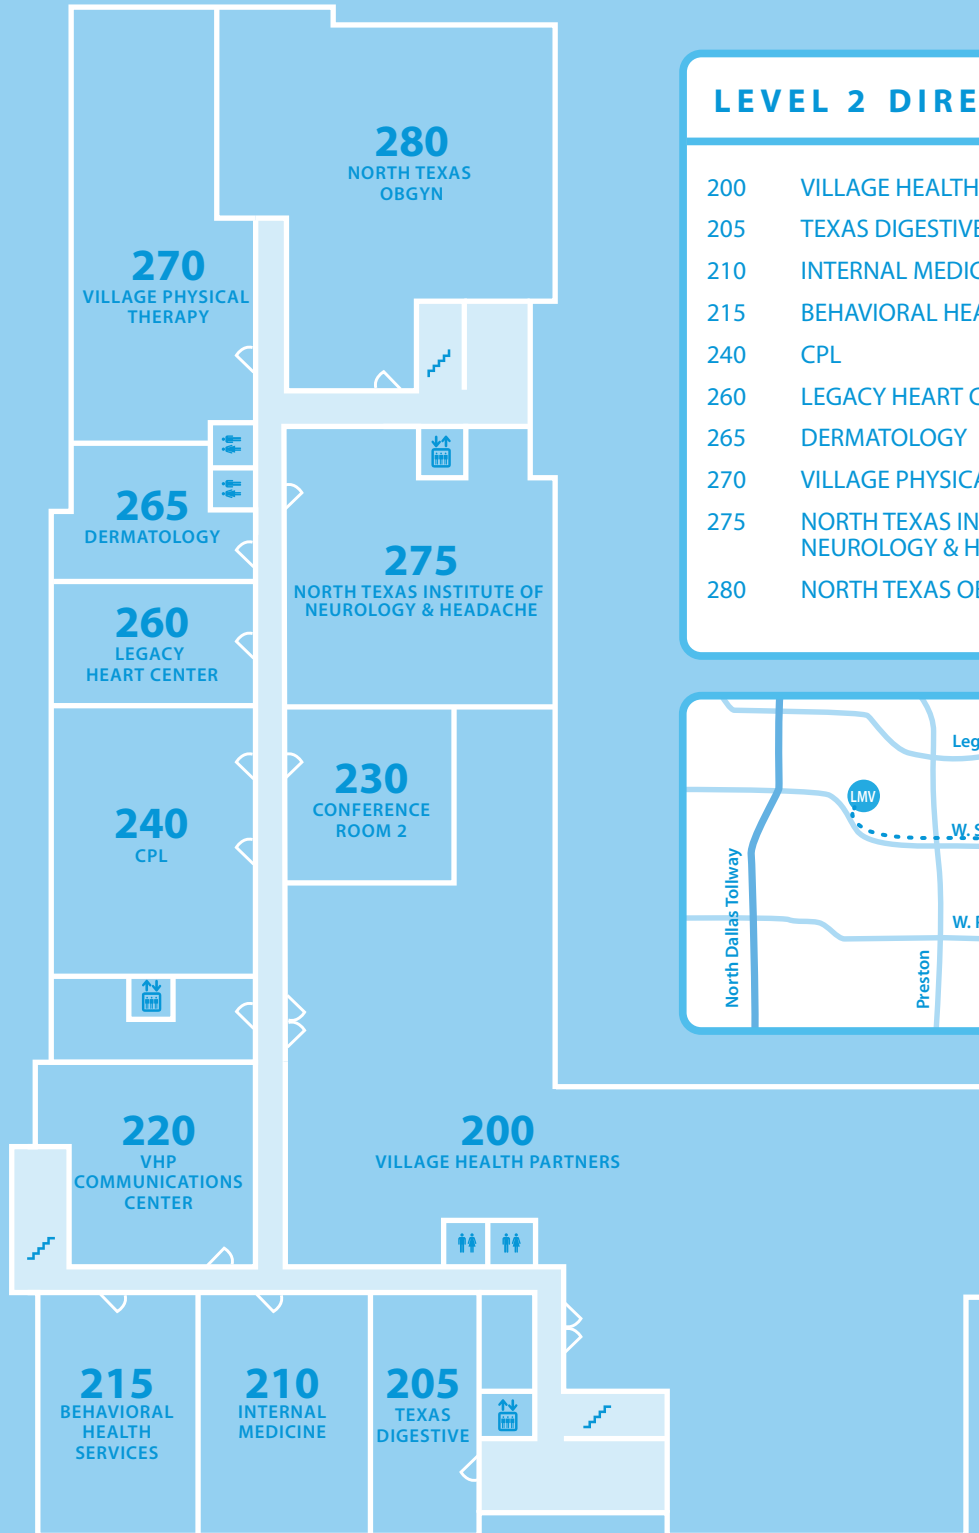 280
NORTH TEXAS
OBGYN
270
VILLAGE PHYSICAL
THERAPY
265
DERMATOLOGY
275
NORTH TEXAS INSTITUTE OF
NEUROLOGY & HEADACHE
260
LEGACY
HEART CENTER
230
CONFERENCE
ROOM 2
240
CPL
220
VHP
COMMUNICATIONS
CENTER
200
VILLAGE HEALTH PARTNERS
215
BEHAVIORAL
HEALTH
SERVICES
210
INTERNAL
MEDICINE
205
TEXAS
DIGESTIVE
LEVEL 2 DIRE
200 VILLAGE HEALTH
205 TEXAS DIGESTIVE
210 INTERNAL MEDIC
215 BEHAVIORAL HEA
240 CPL
260 LEGACY HEART C
265 DERMATOLOGY
270 VILLAGE PHYSICA
275 NORTH TEXAS IN
NEUROLOGY & H
280 NORTH TEXAS OB
Leg
LMV
W. S
North Dallas Tollway
W. P
Preston